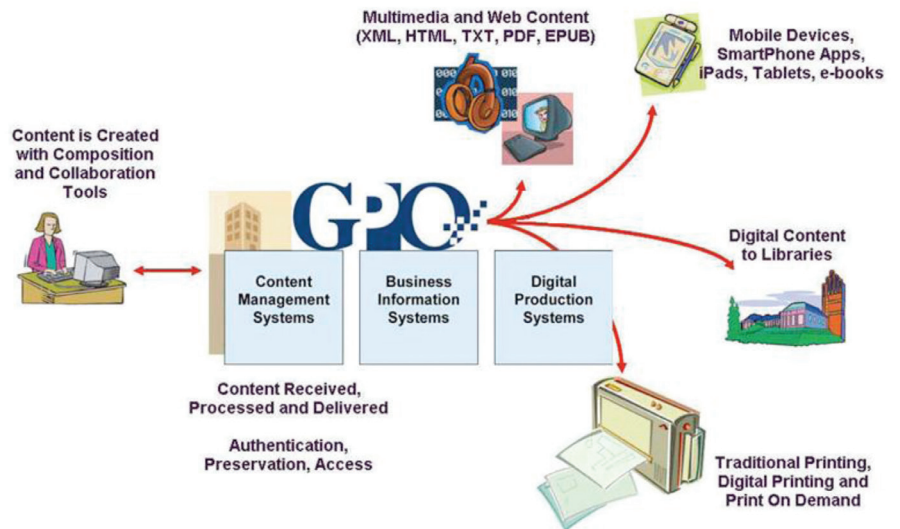 Multimedia and Web Content
(XML, HTML, TXT, PDF, EPUB)
Mobile Devices,
SmartPhone Apps,
iPads, Tablets, e-books
Content is Created
with Composition
and Collaboration
Tools
GPO
Digital Content
to Libraries
Content
Management
Systems
Business
Information
Systems
Digital
Production
Systems
Content Received,
Processed and Delivered
Authentication,
Preservation, Access
Traditional Printing,
Digital Printing and
Print On Demand